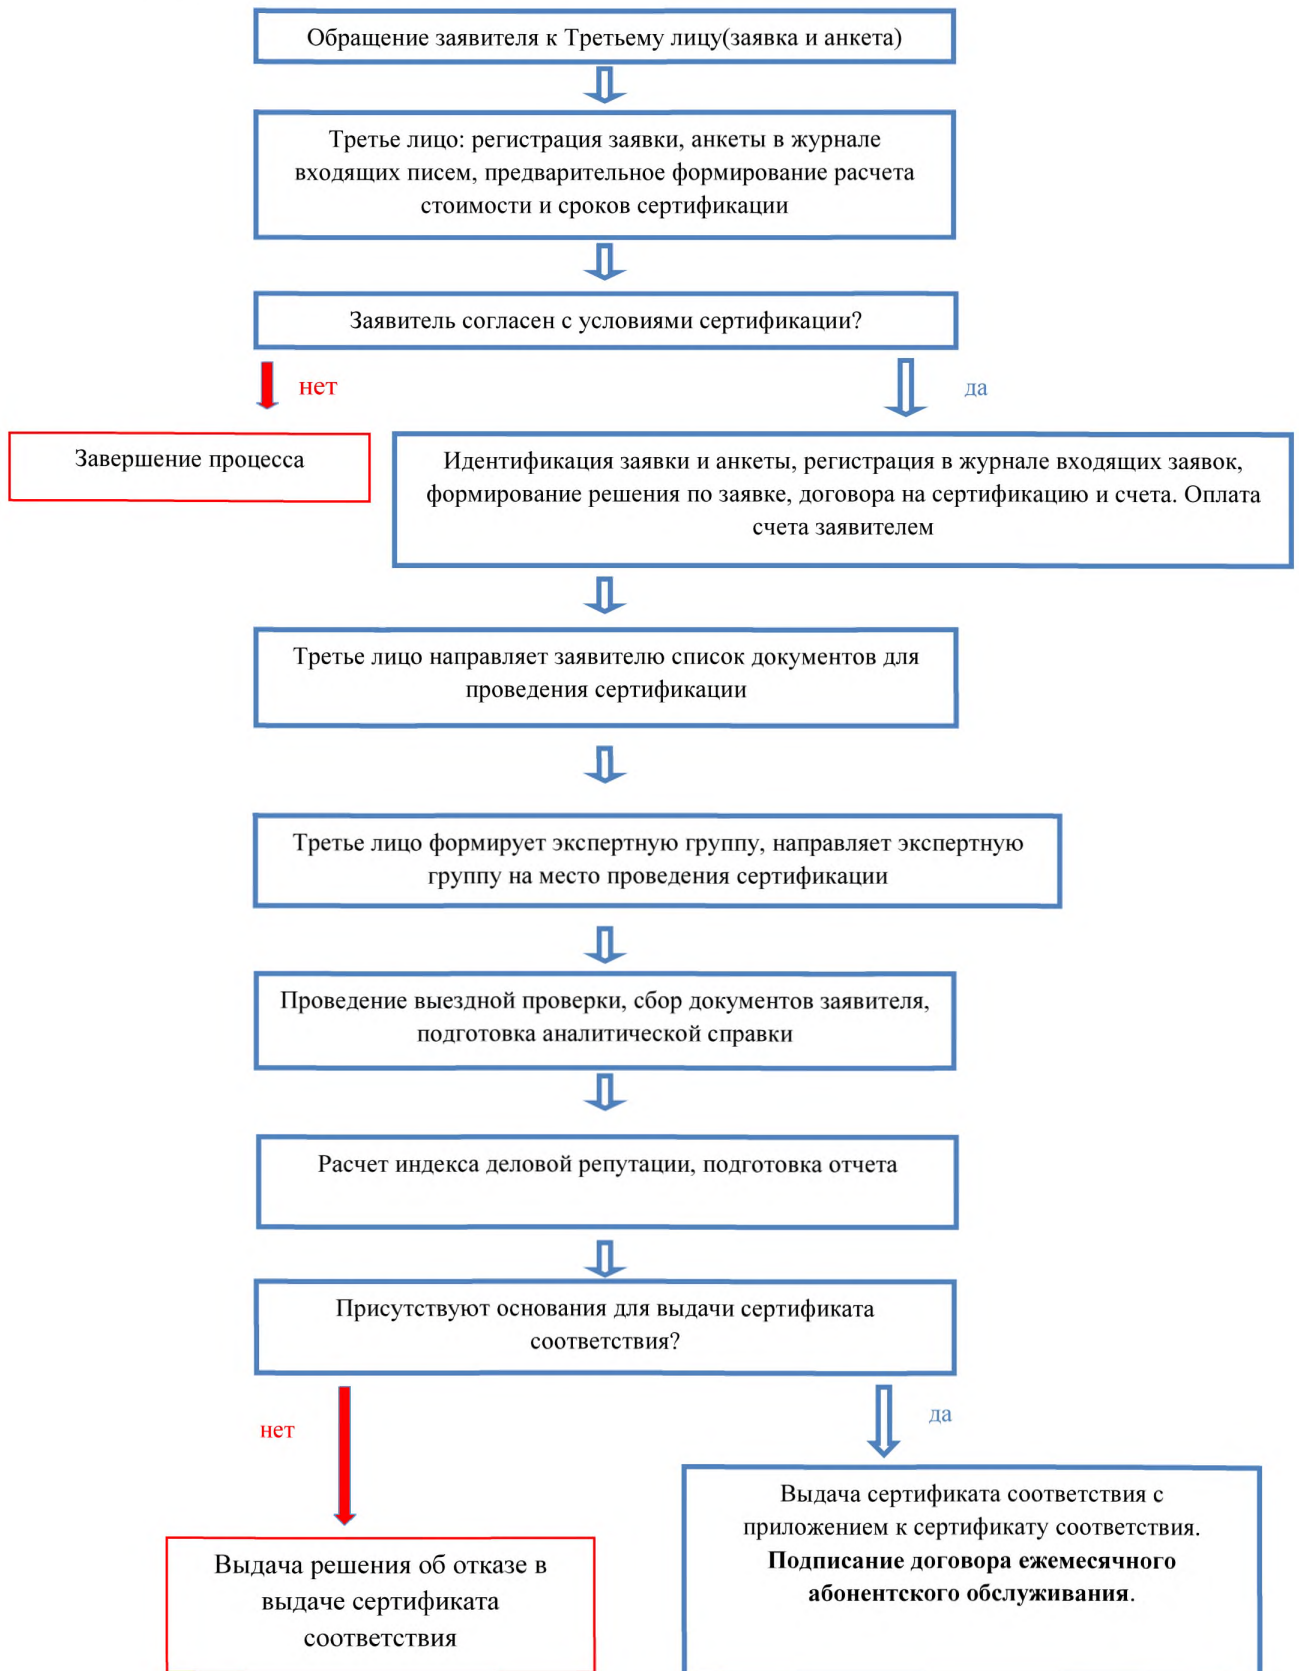 Обращение заявителя к Третьему лицу(заявка и анкета)
Третье лицо: регистрация заявки, анкеты в журнале
входящих писем, предварительное формирование расчета
стоимости и сроков сертификации
Заявитель согласен с условиями сертификации?
нет
да
Завершение процесса
Идентификация заявки и анкеты, регистрация в журнале входящих заявок,
формирование решения по заявке, договора на сертификацию и счета. Оплата
счета заявителем
Третье лицо направляет заявителю список документов для
проведения сертификации
Третье лицо формирует экспертную группу, направляет экспертную
группу на место проведения сертификации
Проведение выездной проверки, сбор документов заявителя,
подготовка аналитической справки
Расчет индекса деловой репутации, подготовка отчета
Присутствуют основания для выдачи сертификата
соответствия?
нет
да
Выдача решения об отказе в
выдаче сертификата
соответствия
Выдача сертификата соответствия с
приложением к сертификату соответствия.
Подписание договора ежемесячного
абонентского обслуживания.